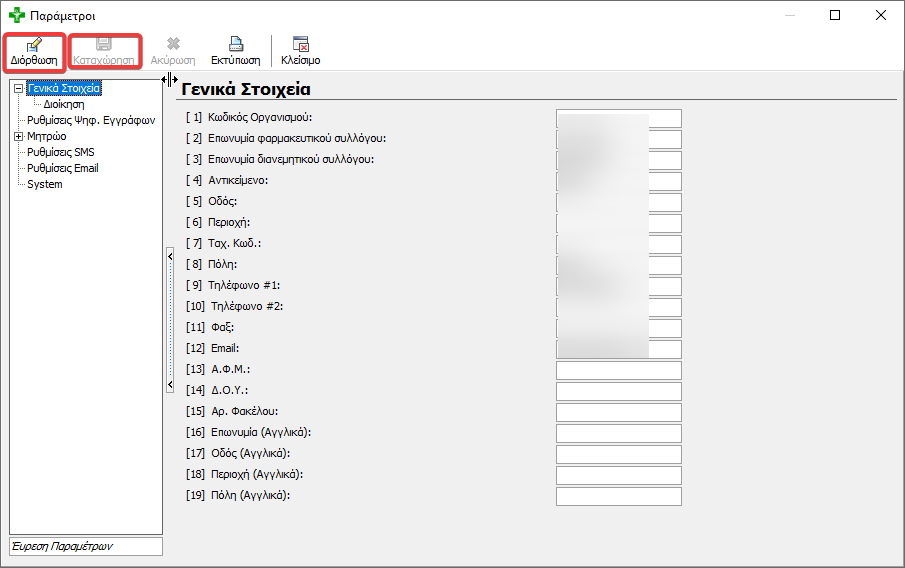 Παράμετροι
Διόρθωση Καταχώρηση Ακύρωση Εκτύπωση Κλείσιμο
Γενικά Στοιχεία
Διοίκηση
Ρυθμίσεις Ψηφ. Εγγράφων
Μητρώο
Ρυθμίσεις SMS
Ρυθμίσεις Email
System
Έυρεση Παραμέτρων
Γενικά Στοιχεία
[ 1] Κωδικός Οργανισμού:
[ 2] Επωνυμία φαρμακευτικού συλλόγου:
[ 3] Επωνυμία διανεμητικού συλλόγου:
[ 4] Αντικείμενο:
[ 5] Οδός:
[ 6] Περιοχή:
[ 7] Ταχ. Κωδ.:
[ 8] Πόλη:
[ 9] Τηλέφωνο #1:
[10] Τηλέφωνο #2:
[11] Φαξ:
[12] Email:
[13] Α.Φ.Μ.:
[14] Δ.Ο.Υ.:
[15] Αρ. Φακέλου:
[16] Επωνυμία (Αγγλικά):
[17] Οδός (Αγγλικά):
[18] Περιοχή (Αγγλικά):
[19] Πόλη (Αγγλικά):